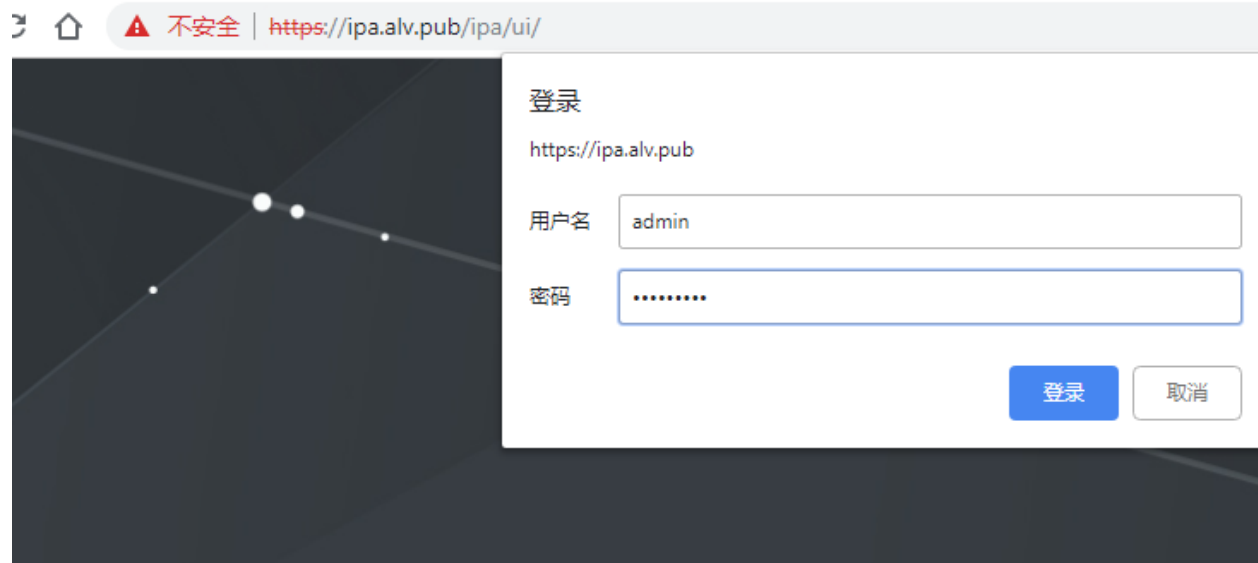 不安全 | https://ipa.alv.pub/ipa/ui/
登录
https://ipa.alv.pub
用户名 admin
密码 •••••••••
登录 取消